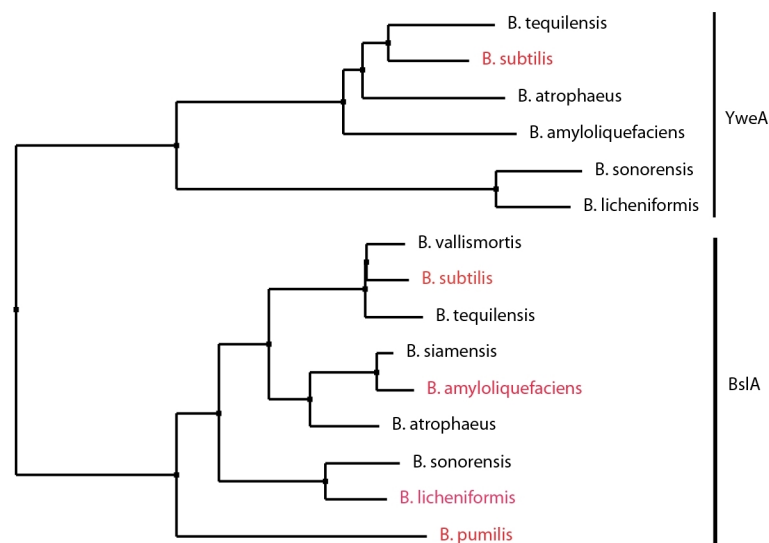 B. tequilensis
B. subtilis
B. atrophaeus
YweA
B. amyloliquefaciens
B. sonorensis
B. licheniformis
B. vallismortis
B. subtilis
B. tequilensis
B. siamensis
BslA
B. amyloliquefaciens
B. atrophaeus
B. sonorensis
B. licheniformis
B. pumilis